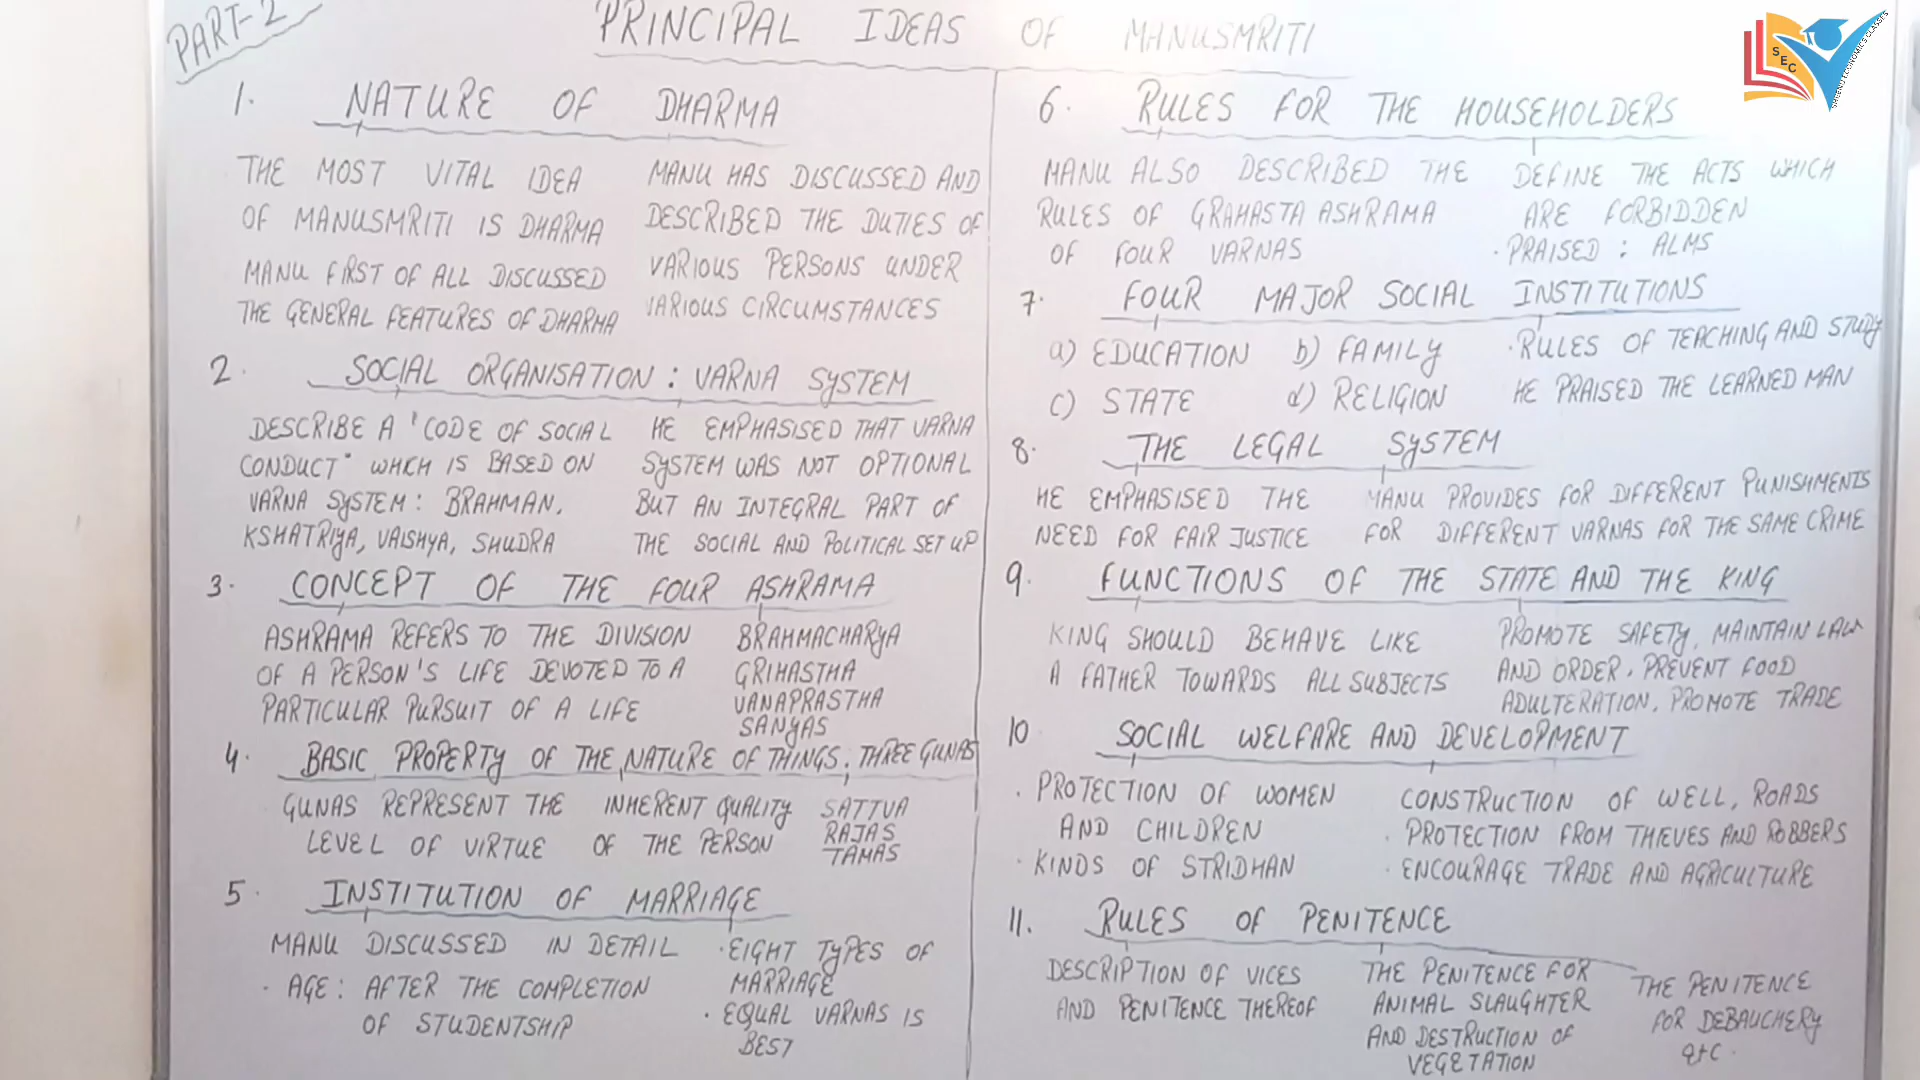 PART-2
PRINCIPAL IDEAS OF MANUSMRITI
1. NATURE OF DHARMA
THE MOST VITAL IDEA
OF MANUSMRITI IS DHARMA
MANU FIRST OF ALL DISCUSSED
THE GENERAL FEATURES OF DHARMA
MANU HAS DISCUSSED AND
DESCRIBED THE DUTIES OF
VARIOUS PERSONS UNDER
VARIOUS CIRCUMSTANCES
2. SOCIAL ORGANISATION : VARNA SYSTEM
DESCRIBE A 'CODE OF SOCIAL
CONDUCT" WHICH IS BASED ON
VARNA SYSTEM : BRAHMAN,
KSHATRIYA, VAISHYA, SHUDRA
HE EMPHASISED THAT VARNA
SYSTEM WAS NOT OPTIONAL
BUT AN INTEGRAL PART OF
THE SOCIAL AND POLITICAL SET UP
3. CONCEPT OF THE FOUR ASHRAMA
ASHRAMA REFERS TO THE DIVISION
OF A PERSON'S LIFE DEVOTED TO A
PARTICULAR PURSUIT OF A LIFE
BRAHMACHARYA
GRIHASTHA
VANAPRASTHA
SANYAS
4. BASIC PROPERTY OF THE NATURE OF THINGS : THREE GUNAS
GUNAS REPRESENT THE
LEVEL OF VIRTUE
INHERENT QUALITY
OF THE PERSON
SATTVA
RAJAS
TAMAS
5. INSTITUTION OF MARRIAGE
MANU DISCUSSED IN DETAIL
· AGE : AFTER THE COMPLETION
OF STUDENTSHIP
· EIGHT TYPES OF
MARRIAGE
· EQUAL VARNAS IS
BEST
6. RULES FOR THE HOUSEHOLDERS
MANU ALSO DESCRIBED THE
RULES OF GRAHASTA ASHRAMA
OF FOUR VARNAS
DEFINE THE ACTS WHICH
ARE FORBIDDEN
· PRAISED : ALMS
7. FOUR MAJOR SOCIAL INSTITUTIONS
a) EDUCATION b) FAMILY
c) STATE d) RELIGION
· RULES OF TEACHING AND STUDY
HE PRAISED THE LEARNED MAN
8. THE LEGAL SYSTEM
HE EMPHASISED THE
NEED FOR FAIR JUSTICE
MANU PROVIDES FOR DIFFERENT PUNISHMENTS
FOR DIFFERENT VARNAS FOR THE SAME CRIME
9. FUNCTIONS OF THE STATE AND THE KING
KING SHOULD BEHAVE LIKE
A FATHER TOWARDS ALL SUBJECTS
PROMOTE SAFETY, MAINTAIN LAW
AND ORDER, PREVENT FOOD
ADULTERATION, PROMOTE TRADE
10 SOCIAL WELFARE AND DEVELOPMENT
· PROTECTION OF WOMEN
AND CHILDREN
· KINDS OF STRIDHAN
CONSTRUCTION OF WELL, ROADS
· PROTECTION FROM THIEVES AND ROBBERS
· ENCOURAGE TRADE AND AGRICULTURE
11. RULES OF PENITENCE
DESCRIPTION OF VICES
AND PENITENCE THEREOF
THE PENITENCE FOR
ANIMAL SLAUGHTER
AND DESTRUCTION OF
VEGETATION
THE PENITENCE
FOR DEBAUCHERY
etc.
SEC
ECONOMICS CLASSES